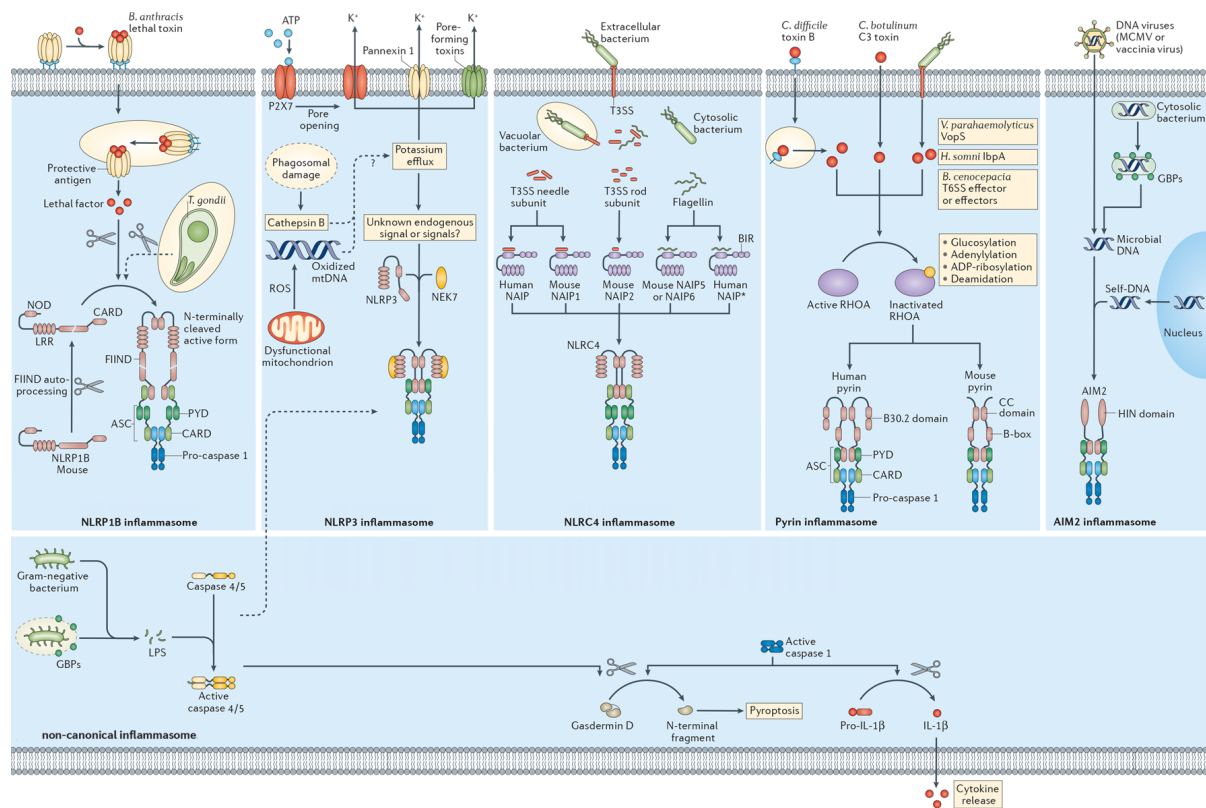 B. anthracis
lethal toxin
Protective
antigen
Lethal factor
T. gondii
NOD
CARD
LRR
N-terminally
cleaved
active form
FIIND
FIIND auto-
processing
PYD
ASC
CARD
NLRP1B
Mouse
Pro-caspase 1
NLRP1B inflammasome
ATP
K+
K+
K+
Pannexin 1
Pore-
forming
toxins
P2X7
Pore
opening
Phagosomal
damage
?
Potassium
efflux
Cathepsin B
Unknown endogenous
signal or signals?
Oxidized
mtDNA
ROS
NLRP3
NEK7
Dysfunctional
mitochondrion
NLRP3 inflammasome
Extracellular
bacterium
T3SS
Vacuolar
bacterium
Cytosolic
bacterium
T3SS needle
subunit
T3SS rod
subunit
Flagellin
BIR
Human
NAIP
Mouse
NAIP1
Mouse
NAIP2
Mouse NAIP5
or NAIP6
Human
NAIP*
NLRC4
NLRC4 inflammasome
C. difficile
toxin B
C. botulinum
C3 toxin
V. parahaemolyticus
VopS
H. somni IbpA
B. cenocepacia
T6SS effector
or effectors
• Glucosylation
• Adenylylation
• ADP-ribosylation
• Deamidation
Active RHOA
Inactivated
RHOA
Human
pyrin
Mouse
pyrin
B30.2 domain
CC
domain
B-box
PYD
ASC
CARD
Pro-caspase 1
Pyrin inflammasome
DNA viruses
(MCMV or
vaccinia virus)
Cytosolic
bacterium
GBPs
Microbial
DNA
Self-DNA
Nucleus
AIM2
HIN domain
AIM2 inflammasome
Gram-negative
bacterium
GBPs
LPS
Caspase 4/5
Active
caspase 4/5
Active
caspase 1
Gasdermin D
N-terminal
fragment
Pyroptosis
Pro-IL-1β
IL-1β
non-canonical inflammasome
Cytokine
release